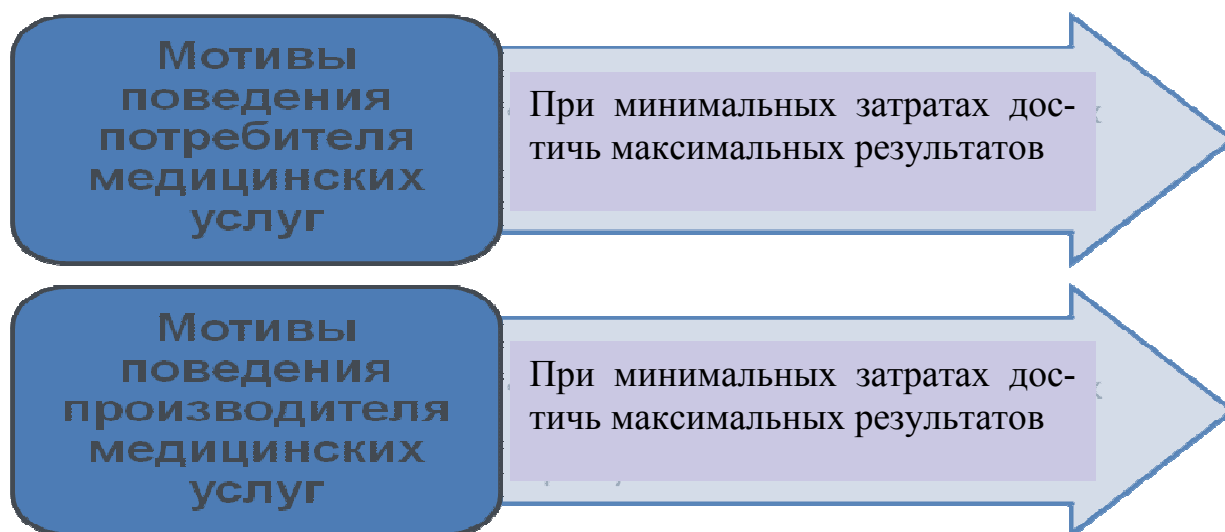 Мотивы
поведения
потребителя
медицинских
услуг
При минимальных затратах дос-
тичь максимальных результатов
Мотивы
поведения
производителя
медицинских
услуг
При минимальных затратах дос-
тичь максимальных результатов